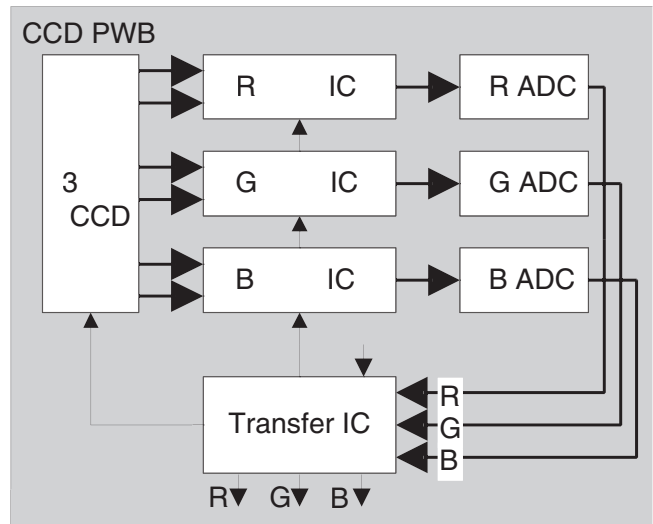 CCD PWB
R IC
R ADC
3
CCD
G IC
G ADC
B IC
B ADC
Transfer IC
R
G
B
R G B